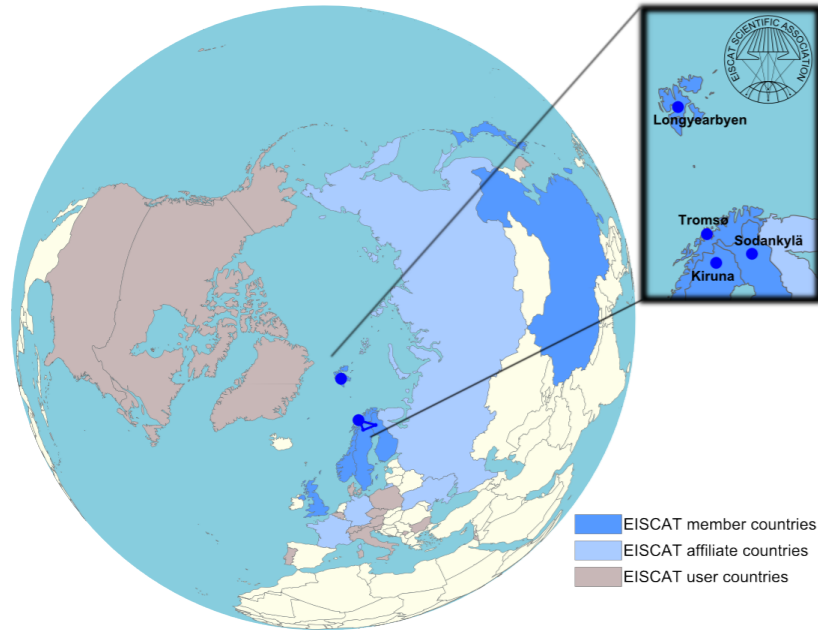 EISCAT SCIENTIFIC ASSOCIATION
Longyearbyen
Tromsø
Sodankylä
Kiruna
EISCAT member countries
EISCAT affiliate countries
EISCAT user countries